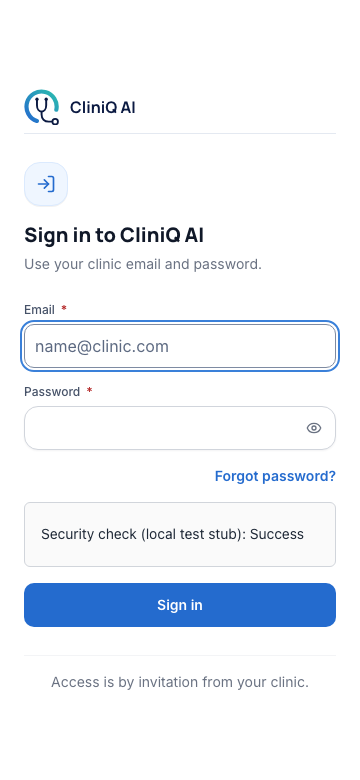 CliniQ AI
Sign in to CliniQ AI
Use your clinic email and password.
Email *
name@clinic.com
Password *
Forgot password?
Security check (local test stub): Success
Sign in
Access is by invitation from your clinic.